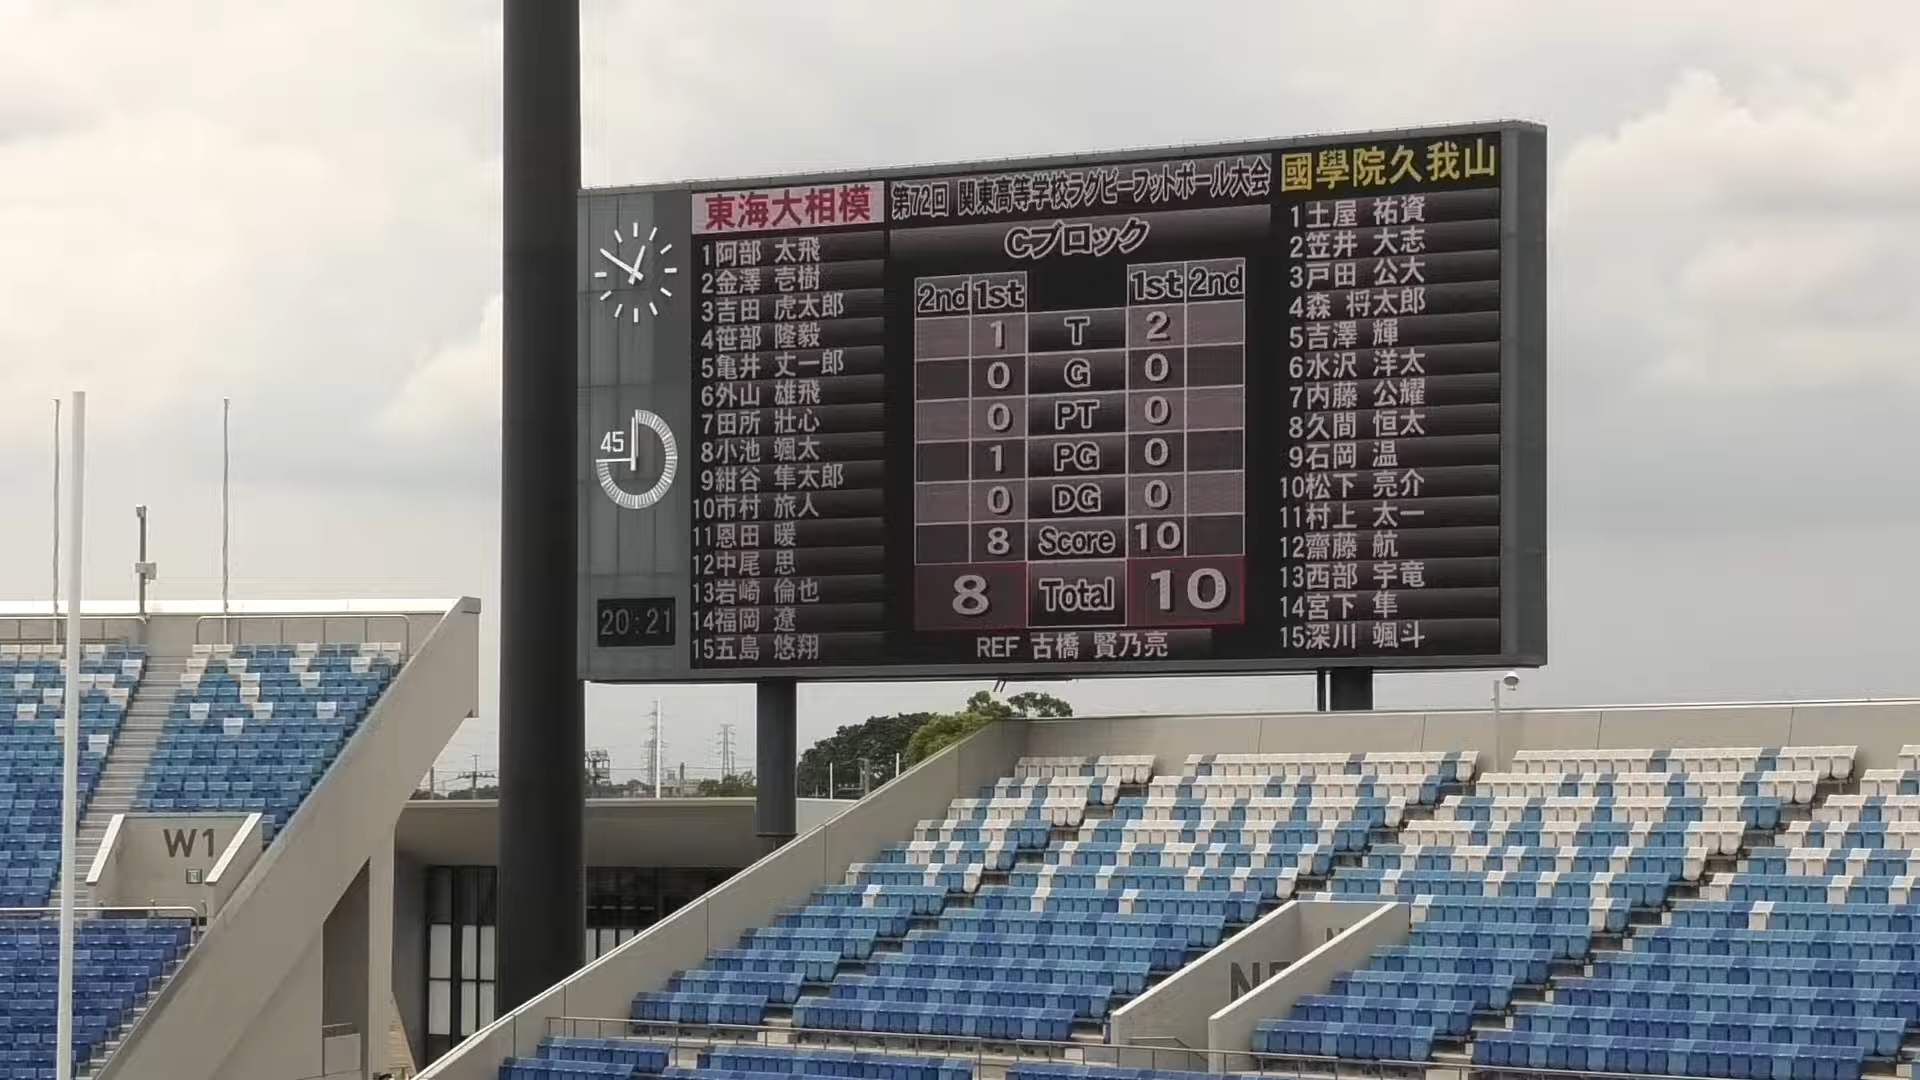 東海大相模
1阿部 太飛
2金澤 壱樹
3吉田 虎太郎
4笹部 隆毅
5亀井 丈一郎
6外山 雄飛
7田所 壯心
8小池 颯太
9紺谷 隼太郎
10市村 旅人
11恩田 暖
12中尾 思
13岩崎 倫也
14福岡 遼
15五島 悠翔
第72回 関東高等学校ラグビーフットボール大会
Cブロック
2nd 1st 1st 2nd
1 T 2
0 G 0
0 PT 0
1 PG 0
0 DG 0
8 Score 10
8 Total 10
REF 古橋 賢乃亮
國學院久我山
1土屋 祐資
2笠井 大志
3戸田 公大
4森 将太郎
5吉澤 輝
6水沢 洋太
7内藤 公耀
8久間 恒太
9石岡 温
10松下 亮介
11村上 太一
12齋藤 航
13西部 宇竜
14宮下 隼
15深川 颯斗
45
20:21
W1